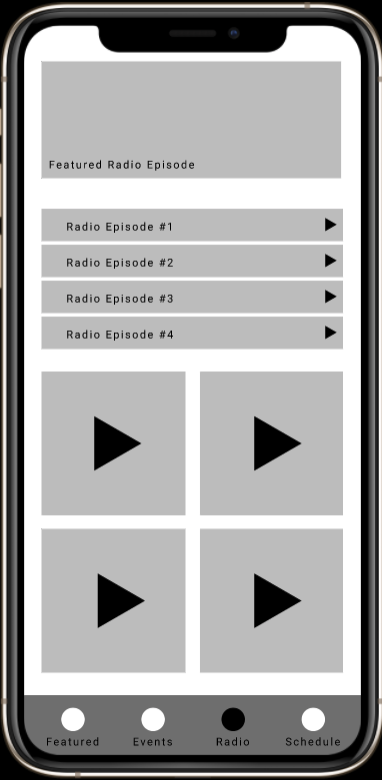 Featured Radio Episode
Radio Episode #1
Radio Episode #2
Radio Episode #3
Radio Episode #4
Featured Events Radio Schedule